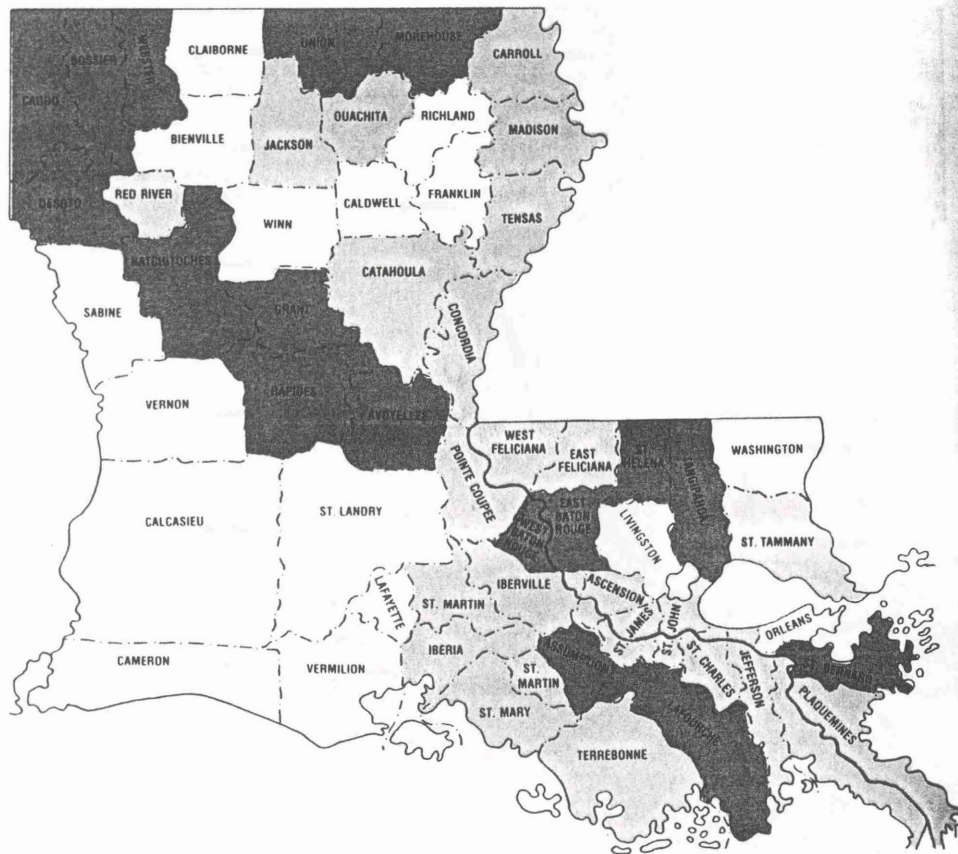 CLAIBORNE
UNION
MOREHOUSE
CARROLL
BOSSIER
WEBSTER
CADDO
OUACHITA
RICHLAND
MADISON
BIENVILLE
JACKSON
DESOTO
RED RIVER
CALDWELL
FRANKLIN
TENSAS
WINN
NATCHITOCHES
CATAHOULA
SABINE
GRANT
CONCORDIA
VERNON
RAPIDES
AVOYELLES
WEST
FELICIANA
EAST
FELICIANA
ST. HELENA
TANGIPAHOA
WASHINGTON
POINTE COUPEE
CALCASIEU
ST. LANDRY
WEST
BATON
ROUGE
EAST
BATON
ROUGE
LIVINGSTON
ST. TAMMANY
LAFAYETTE
ST. MARTIN
IBERVILLE
ASCENSION
ST. JAMES
ST. JOHN
ORLEANS
CAMERON
VERMILION
IBERIA
ST.
MARTIN
ASSUMPTION
ST. CHARLES
JEFFERSON
ST. BERNARD
PLAQUEMINES
ST. MARY
LAFOURCHE
TERREBONNE